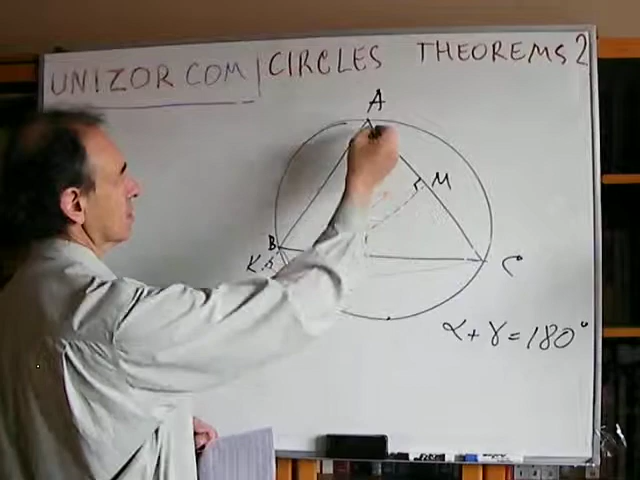 UNIZOR.COM | CIRCLES THEOREMS 2
A
M
B
K
C
α + γ = 180°